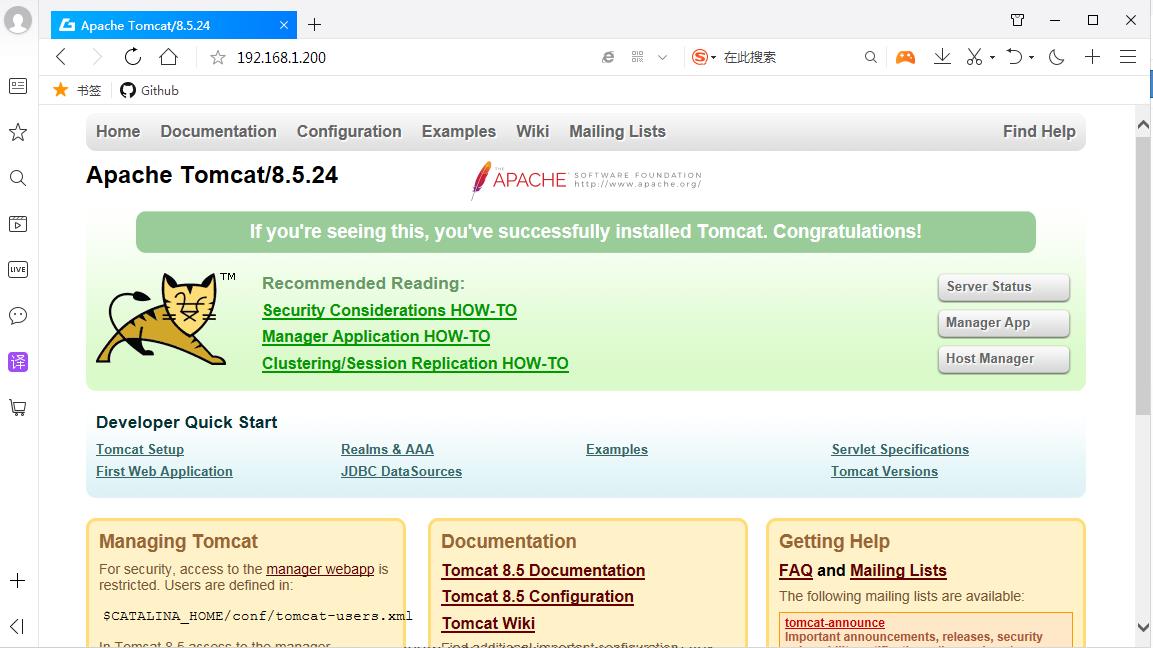 Apache Tomcat/8.5.24
192.168.1.200
在此搜索
书签 Github
LIVE
译
Home Documentation Configuration Examples Wiki Mailing Lists Find Help
Apache Tomcat/8.5.24
THE APACHE SOFTWARE FOUNDATION
http://www.apache.org/
If you're seeing this, you've successfully installed Tomcat. Congratulations!
TM
Recommended Reading:
Security Considerations HOW-TO
Manager Application HOW-TO
Clustering/Session Replication HOW-TO
Server Status
Manager App
Host Manager
Developer Quick Start
Tomcat Setup Realms & AAA Examples Servlet Specifications
First Web Application JDBC DataSources Tomcat Versions
Managing Tomcat
For security, access to the manager webapp is
restricted. Users are defined in:
$CATALINA_HOME/conf/tomcat-users.xml
In Tomcat 8.5 access to the manager
Documentation
Tomcat 8.5 Documentation
Tomcat 8.5 Configuration
Tomcat Wiki
Find additional important configuration
Getting Help
FAQ and Mailing Lists
The following mailing lists are available:
tomcat-announce
Important announcements, releases, security